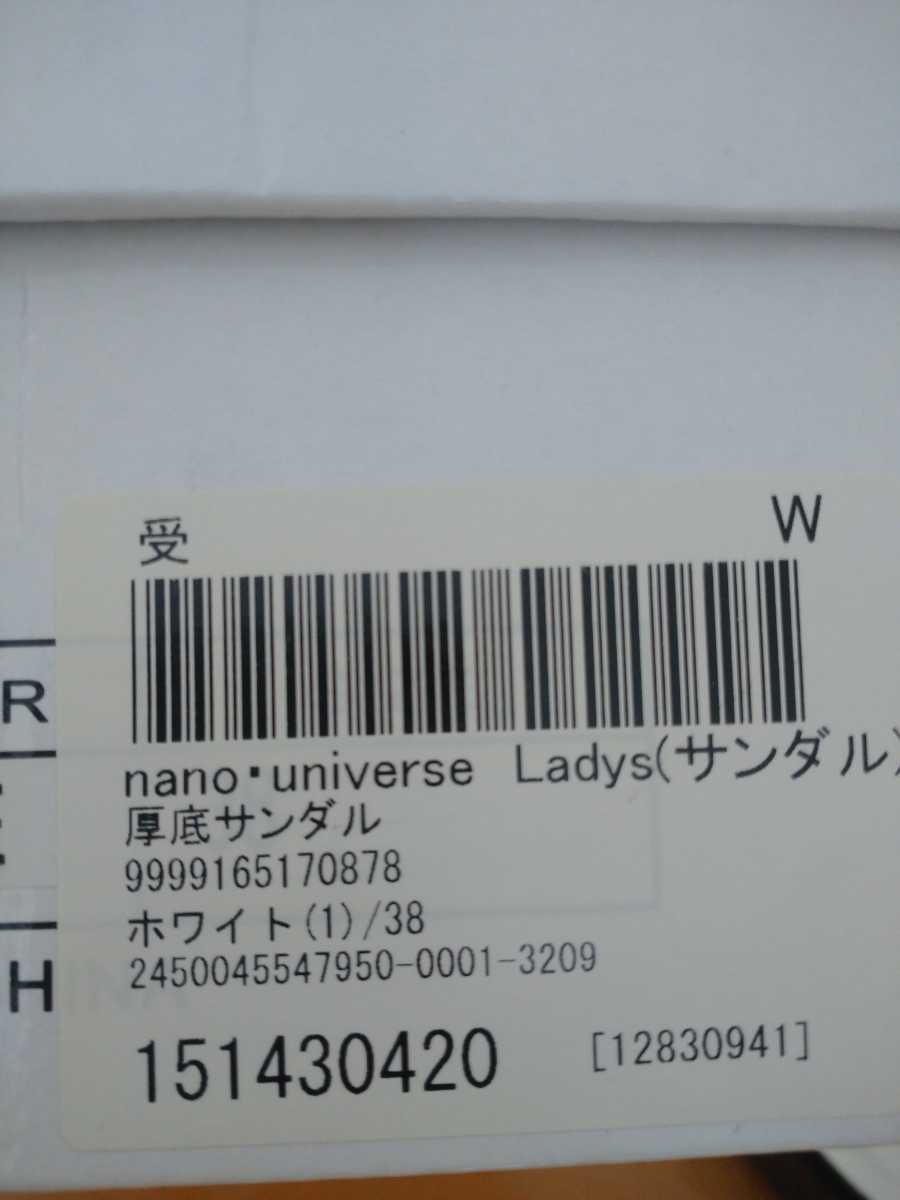 受 W
nano・universe Ladys(サンダル)
厚底サンダル
9999165170878
ホワイト(1)/38
2450045547950-0001-3209
151430420 [12830941]
R
HINA